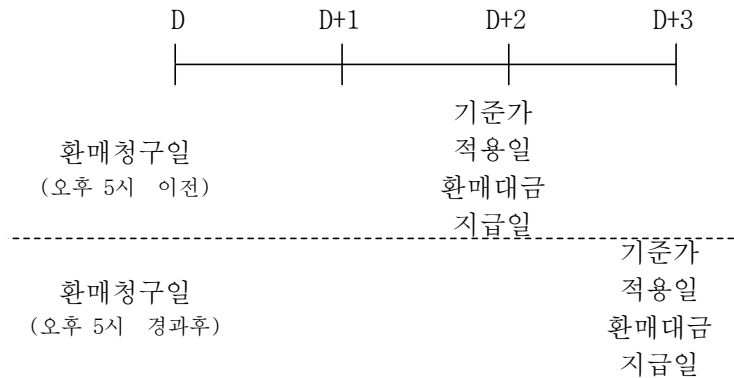 D D+1 D+2 D+3
기준가
적용일
환매대금
지급일
환매청구일
(오후 5시 이전)
기준가
적용일
환매대금
지급일
환매청구일
(오후 5시 경과후)